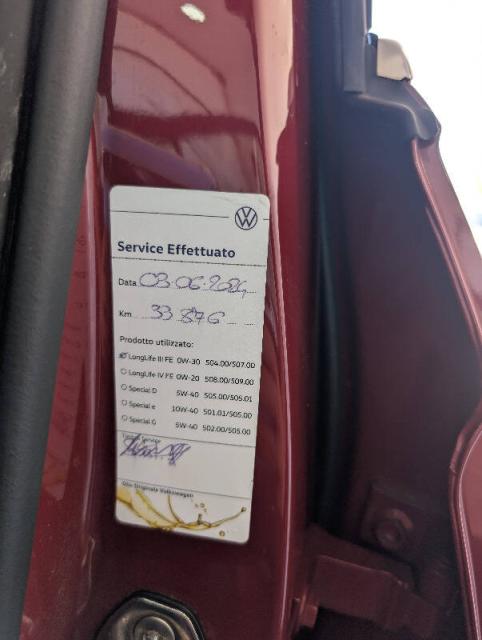 Service Effettuato
Data 03.06.2024
Km 33 876
Prodotto utilizzato:
LongLife III FE 0W-30 504.00/507.00
LongLife IV FE 0W-20 508.00/509.00
Special D 5W-40 505.00/505.01
Special e 10W-40 501.01/505.00
Special G 5W-40 502.00/505.00
Service
Olio Originale Volkswagen